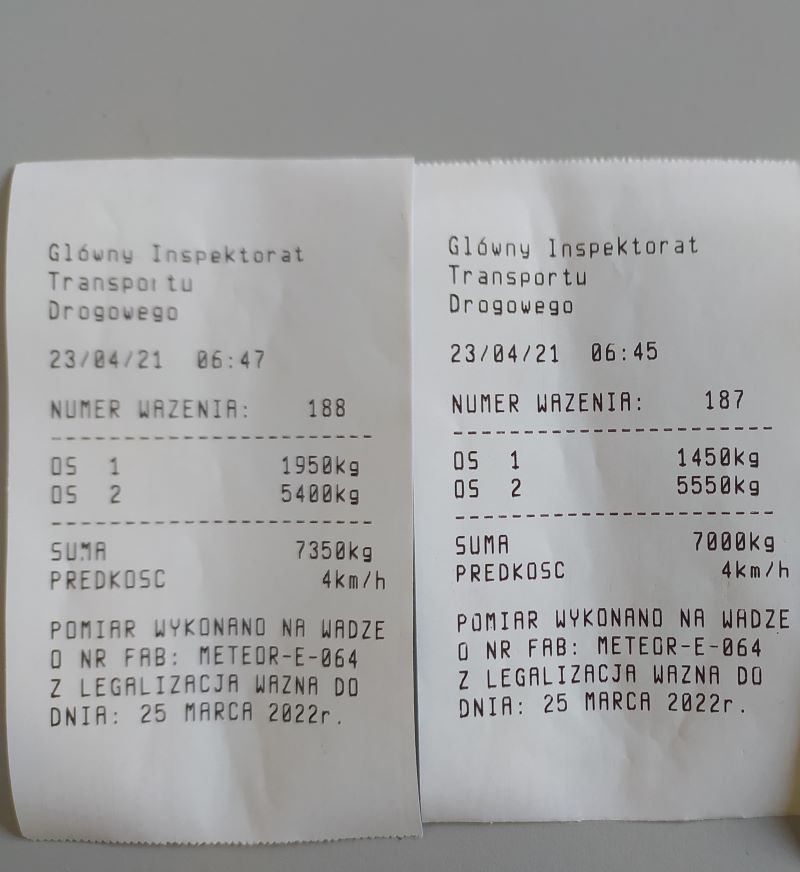 Główny Inspektorat
Transportu
Drogowego
23/04/21 06:47
NUMER WAZENIA: 188
--------------------------------
OS 1 1950kg
OS 2 5400kg
--------------------------------
SUMA 7350kg
PREDKOSC 4km/h
POMIAR WYKONANO NA WADZE
O NR FAB: METEOR-E-064
Z LEGALIZACJA WAZNA DO
DNIA: 25 MARCA 2022r.
Główny Inspektorat
Transportu
Drogowego
23/04/21 06:45
NUMER WAZENIA: 187
--------------------------------
OS 1 1450kg
OS 2 5550kg
--------------------------------
SUMA 7000kg
PREDKOSC 4km/h
POMIAR WYKONANO NA WADZE
O NR FAB: METEOR-E-064
Z LEGALIZACJA WAZNA DO
DNIA: 25 MARCA 2022r.